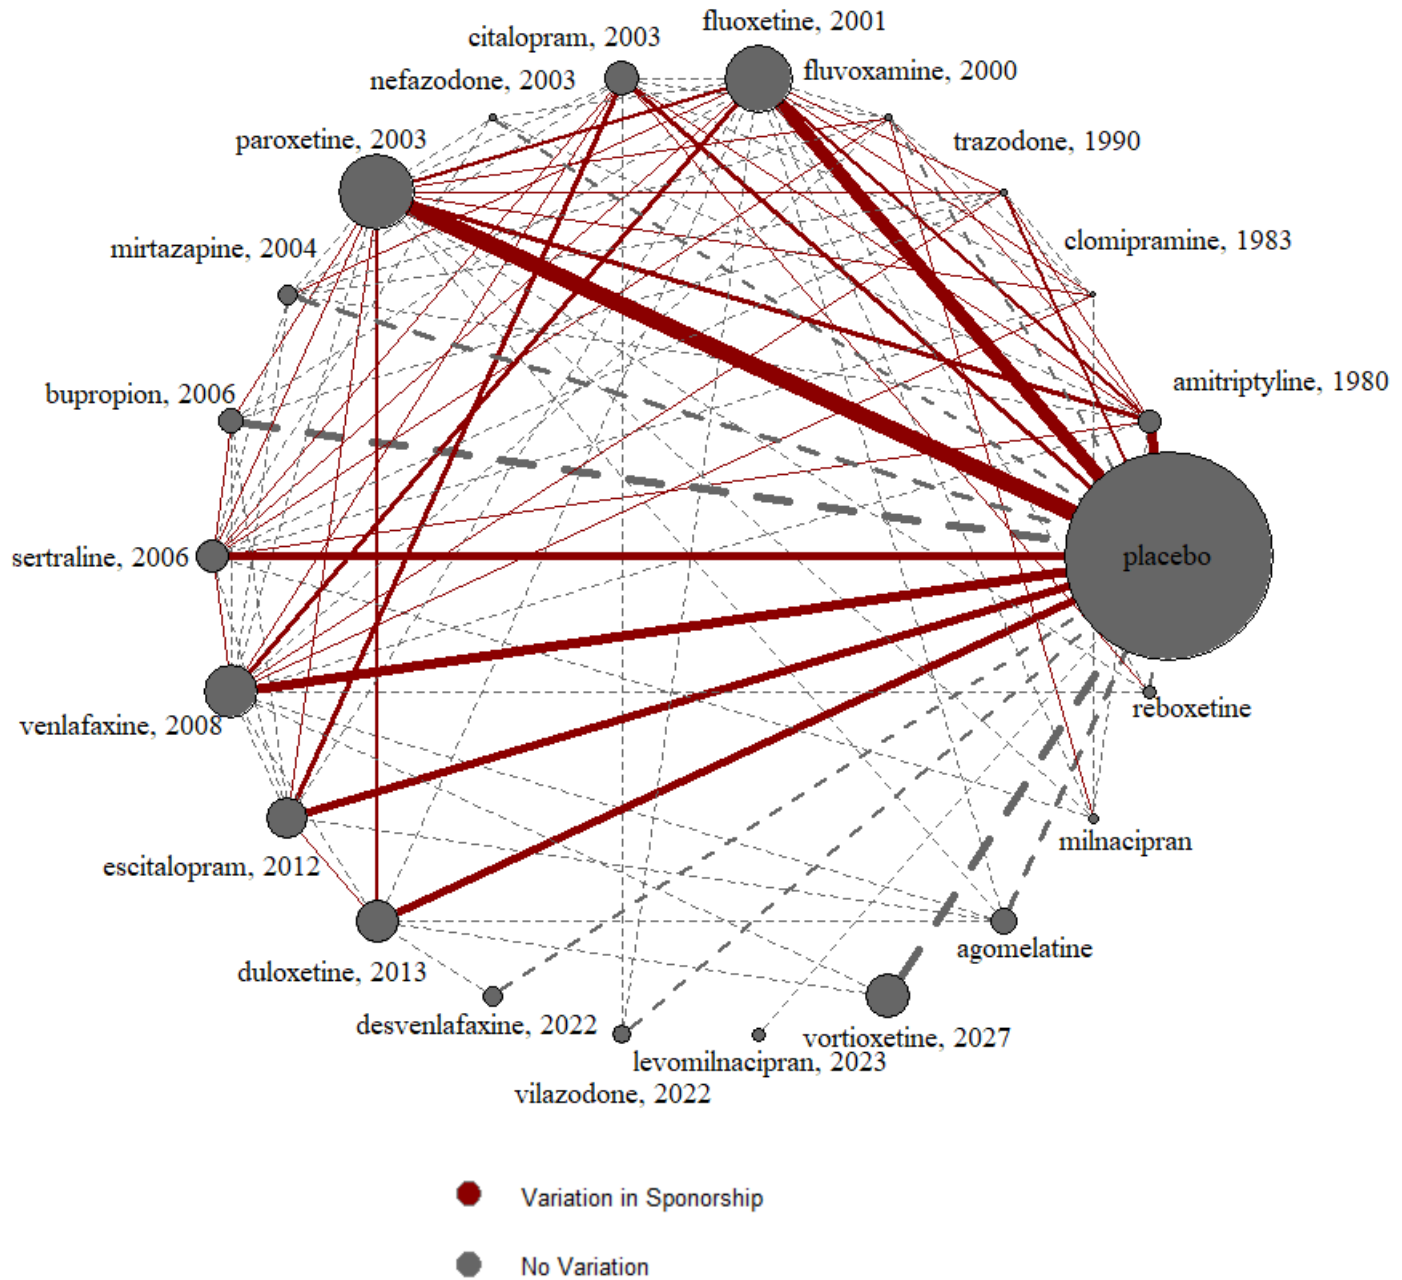 fluoxetine, 2001
citalopram, 2003
fluvoxamine, 2000
nefazodone, 2003
paroxetine, 2003
trazodone, 1990
mirtazapine, 2004
clomipramine, 1983
bupropion, 2006
amitriptyline, 1980
sertraline, 2006
placebo
venlafaxine, 2008
reboxetine
escitalopram, 2012
milnacipran
duloxetine, 2013
agomelatine
desvenlafaxine, 2022
vortioxetine, 2027
levomilnacipran, 2023
vilazodone, 2022
Variation in Sponorship
No Variation